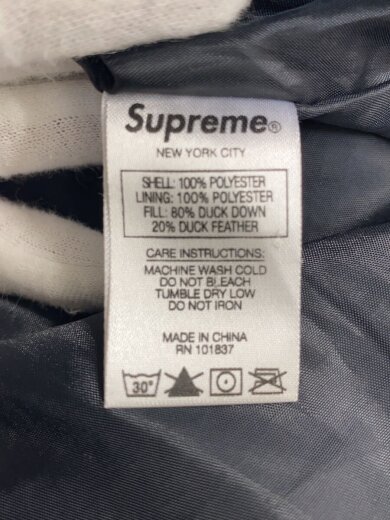 Supreme®
NEW YORK CITY
SHELL: 100% POLYESTER
LINING: 100% POLYESTER
FILL: 80% DUCK DOWN
20% DUCK FEATHER
CARE INSTRUCTIONS:
MACHINE WASH COLD
DO NOT BLEACH
TUMBLE DRY LOW
DO NOT IRON
MADE IN CHINA
RN 101837
30°